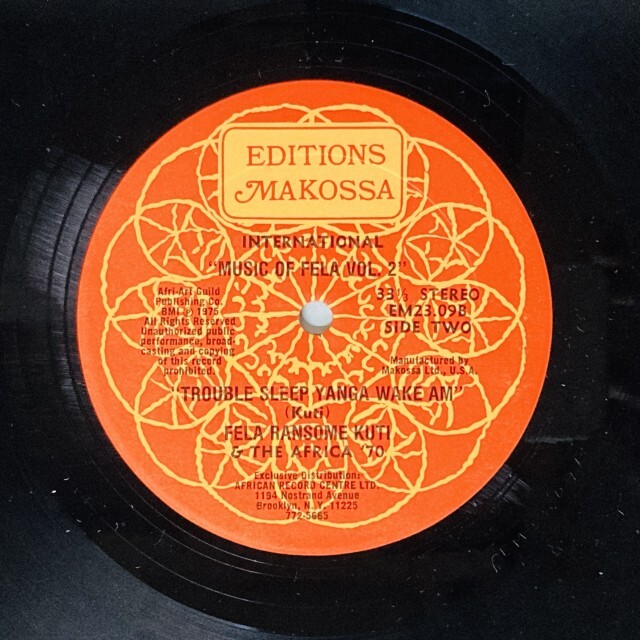 EDITIONS
MAKOSSA
INTERNATIONAL
"MUSIC OF FELA VOL. 2"
Afri-Art Guild
Publishing Co.
BMI ℗ 1975
All Rights Reserved
Unauthorized public
performance, broad-
casting and copying
of this record
prohibited.
33⅓ STEREO
EM2309B
SIDE TWO
Manufactured by
Makossa Ltd., U.S.A.
"TROUBLE SLEEP YANGA WAKE AM"
(Kuti)
FELA RANSOME KUTI
& THE AFRICA '70
Exclusive Distribution:
AFRICAN RECORD CENTRE LTD.
1194 Nostrand Avenue
Brooklyn, N.Y. 11225
772-5665